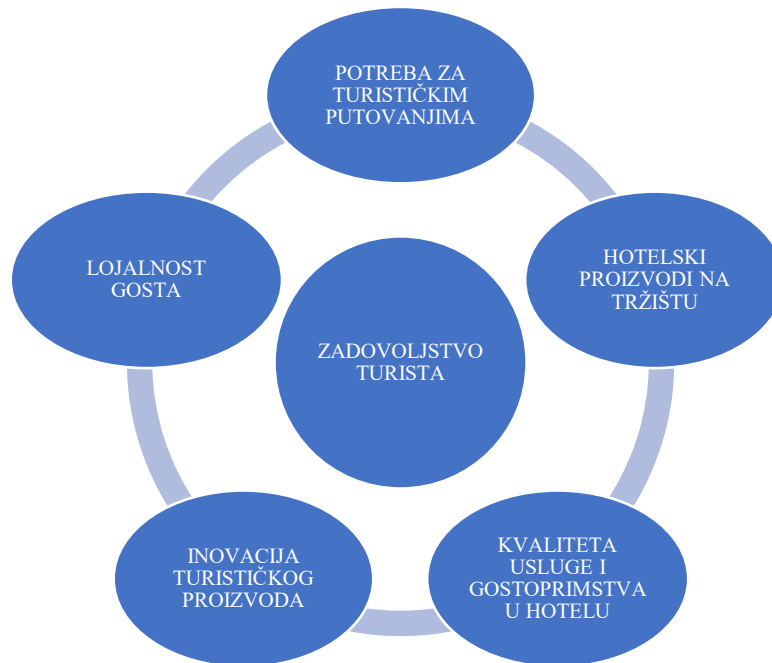 POTREBA ZA
TURISTIČKIM
PUTOVANJIMA
HOTELSKI
PROIZVODI NA
TRŽIŠTU
KVALITETA
USLUGE I
GOSTOPRIMSTVA
U HOTELU
INOVACIJA
TURISTIČKOG
PROIZVODA
LOJALNOST
GOSTA
ZADOVOLJSTVO
TURISTA